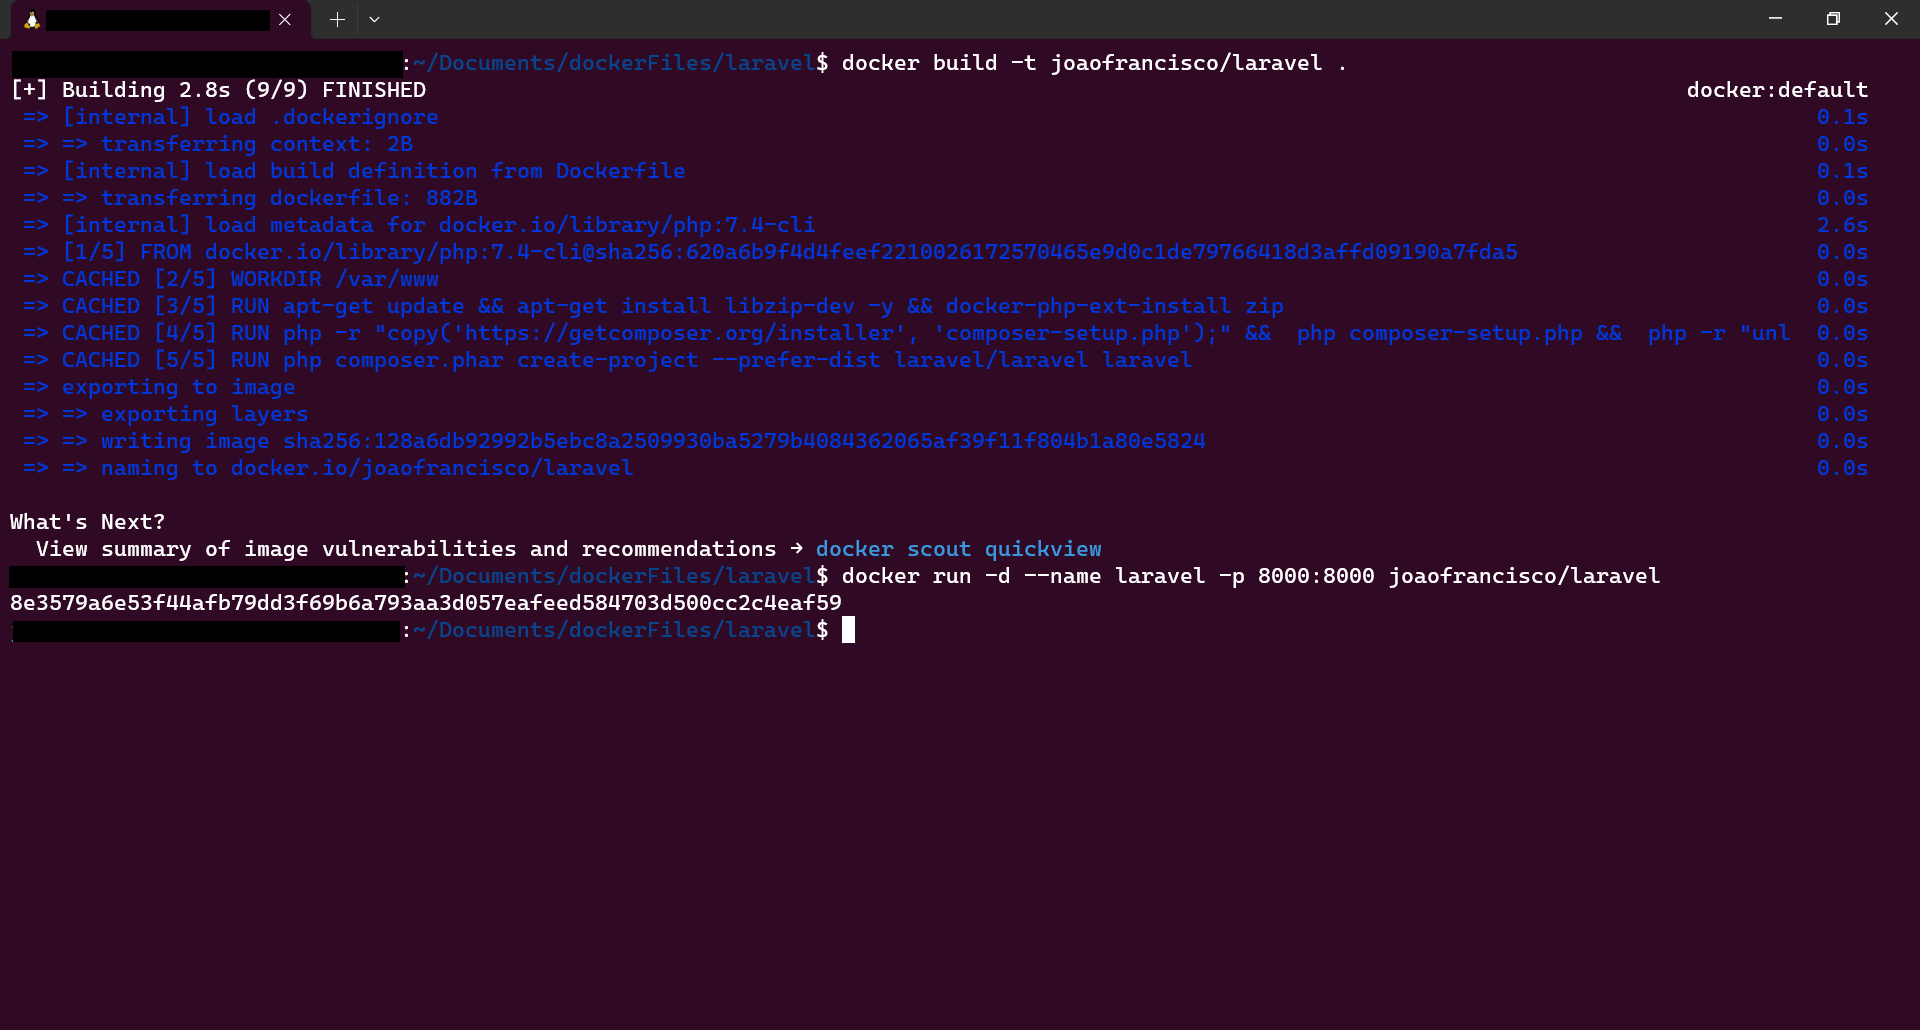 :~/Documents/dockerFiles/laravel$ docker build -t joaofrancisco/laravel .
[+] Building 2.8s (9/9) FINISHED docker:default
=> [internal] load .dockerignore 0.1s
=> => transferring context: 2B 0.0s
=> [internal] load build definition from Dockerfile 0.1s
=> => transferring dockerfile: 882B 0.0s
=> [internal] load metadata for docker.io/library/php:7.4-cli 2.6s
=> [1/5] FROM docker.io/library/php:7.4-cli@sha256:620a6b9f4d4feef2210026172570465e9d0c1de79766418d3affd09190a7fda5 0.0s
=> CACHED [2/5] WORKDIR /var/www 0.0s
=> CACHED [3/5] RUN apt-get update && apt-get install libzip-dev -y && docker-php-ext-install zip 0.0s
=> CACHED [4/5] RUN php -r "copy('https://getcomposer.org/installer', 'composer-setup.php');" &&  php composer-setup.php &&  php -r "unl 0.0s
=> CACHED [5/5] RUN php composer.phar create-project --prefer-dist laravel/laravel laravel 0.0s
=> exporting to image 0.0s
=> => exporting layers 0.0s
=> => writing image sha256:128a6db92992b5ebc8a2509930ba5279b4084362065af39f11f804b1a80e5824 0.0s
=> => naming to docker.io/joaofrancisco/laravel 0.0s
What's Next?
View summary of image vulnerabilities and recommendations → docker scout quickview
:~/Documents/dockerFiles/laravel$ docker run -d --name laravel -p 8000:8000 joaofrancisco/laravel
8e3579a6e53f44afb79dd3f69b6a793aa3d057eafeed584703d500cc2c4eaf59
:~/Documents/dockerFiles/laravel$